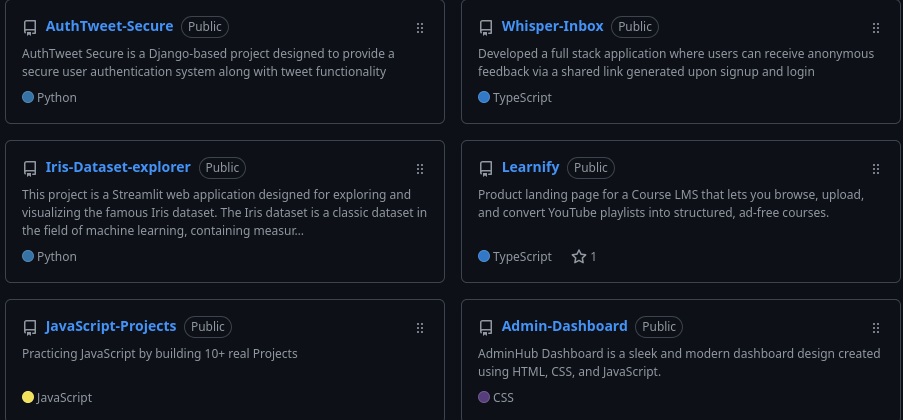 AuthTweet-Secure Public
AuthTweet Secure is a Django-based project designed to provide a
secure user authentication system along with tweet functionality
Python
Whisper-Inbox Public
Developed a full stack application where users can receive anonymous
feedback via a shared link generated upon signup and login
TypeScript
Iris-Dataset-explorer Public
This project is a Streamlit web application designed for exploring and
visualizing the famous Iris dataset. The Iris dataset is a classic dataset in
the field of machine learning, containing measur...
Python
Learnify Public
Product landing page for a Course LMS that lets you browse, upload,
and convert YouTube playlists into structured, ad-free courses.
TypeScript 1
JavaScript-Projects Public
Practicing JavaScript by building 10+ real Projects
JavaScript
Admin-Dashboard Public
AdminHub Dashboard is a sleek and modern dashboard design created
using HTML, CSS, and JavaScript.
CSS